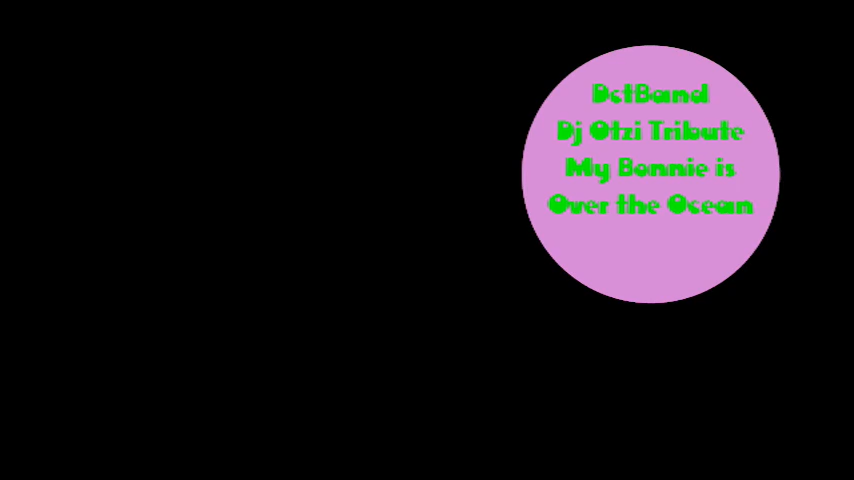 DctBand
Dj Otzi Tribute
My Bonnie is
Over the Ocean